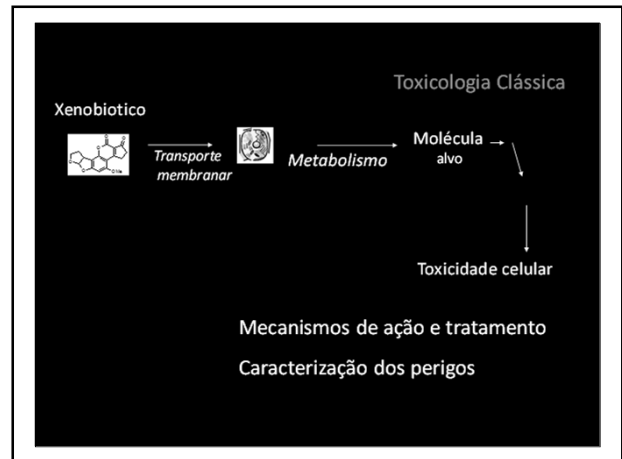 Toxicologia Clássica
Xenobiotico
Transporte
membranar
Metabolismo
Molécula
alvo
Toxicidade celular
Mecanismos de ação e tratamento
Caracterização dos perigos